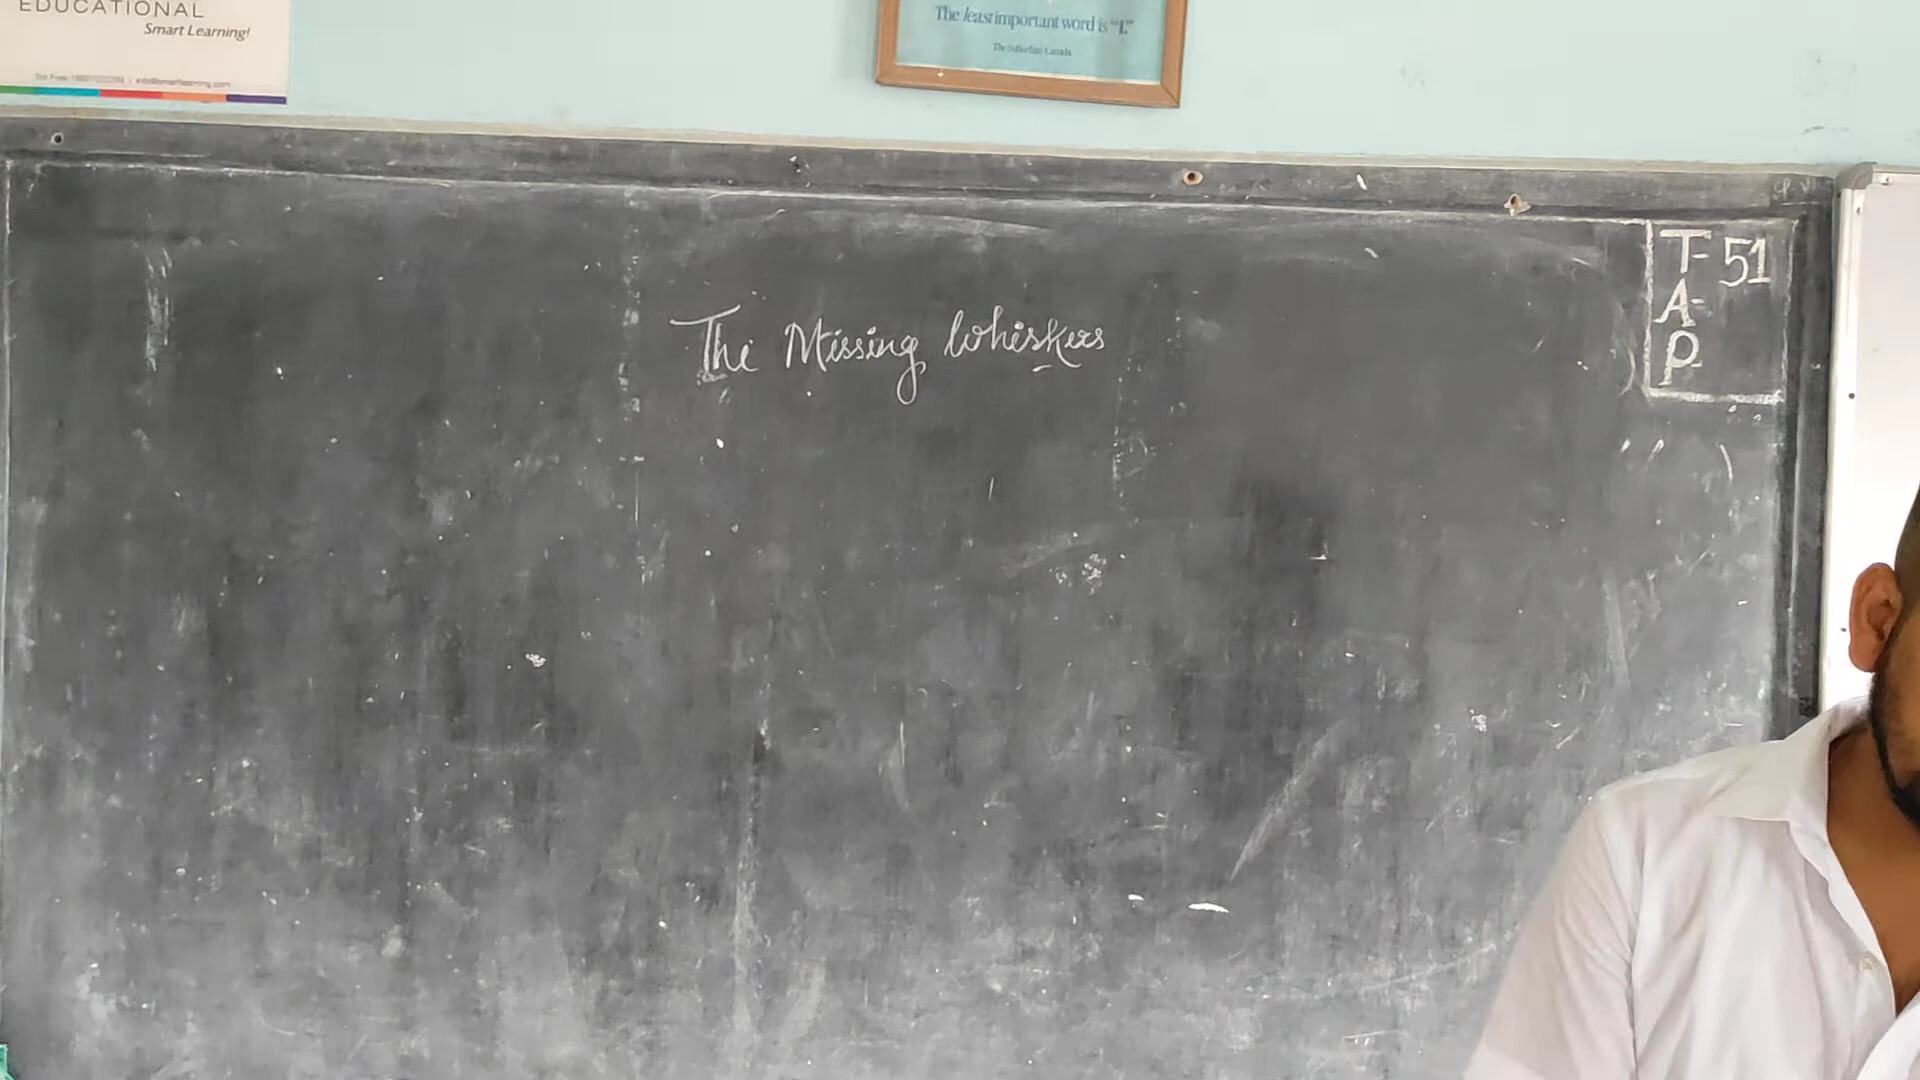 EDUCATIONAL
Smart Learning!
The least important word is "I."
The Missing Whiskers
T- 51
A-
P-